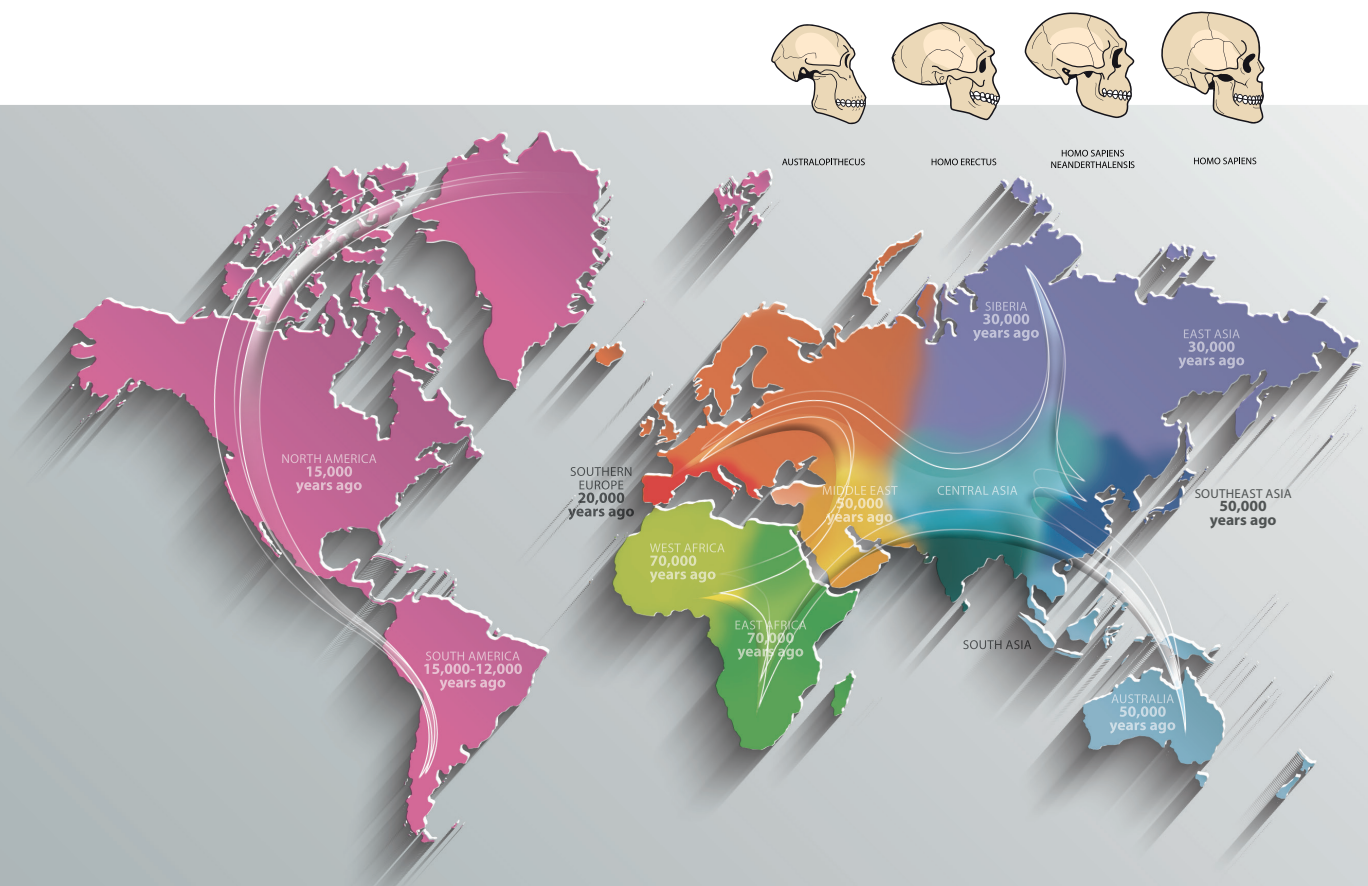 AUSTRALOPITHECUS
HOMO ERECTUS
HOMO SAPIENS
NEANDERTHALENSIS
HOMO SAPIENS
SIBERIA
30,000
years ago
EAST ASIA
30,000
years ago
NORTH AMERICA
15,000
years ago
SOUTHERN
EUROPE
20,000
years ago
MIDDLE EAST
50,000
years ago
CENTRAL ASIA
SOUTHEAST ASIA
50,000
years ago
WEST AFRICA
70,000
years ago
EAST AFRICA
70,000
years ago
SOUTH ASIA
SOUTH AMERICA
15,000-12,000
years ago
AUSTRALIA
50,000
years ago